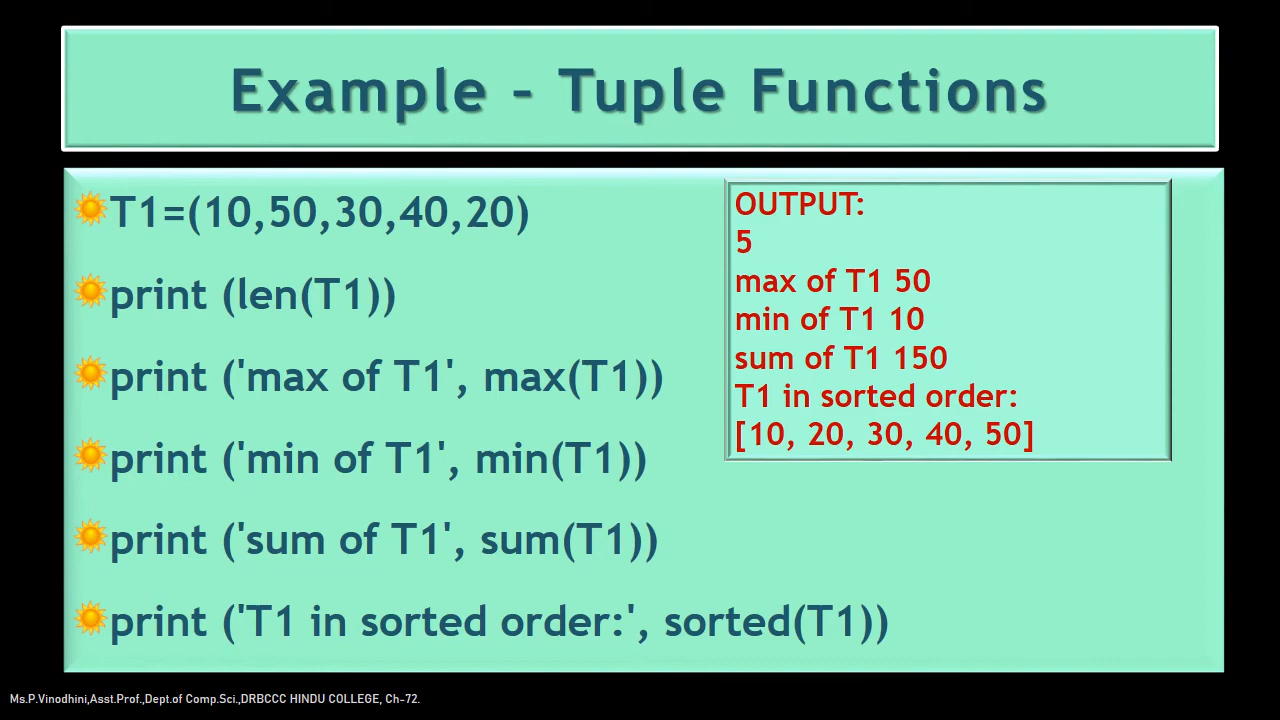 Example – Tuple Functions
T1=(10,50,30,40,20)
print (len(T1))
print ('max of T1', max(T1))
print ('min of T1', min(T1))
print ('sum of T1', sum(T1))
print ('T1 in sorted order:', sorted(T1))
OUTPUT:
5
max of T1 50
min of T1 10
sum of T1 150
T1 in sorted order:
[10, 20, 30, 40, 50]
Ms.P.Vinodhini,Asst.Prof.,Dept.of Comp.Sci.,DRBCCC HINDU COLLEGE, Ch-72.